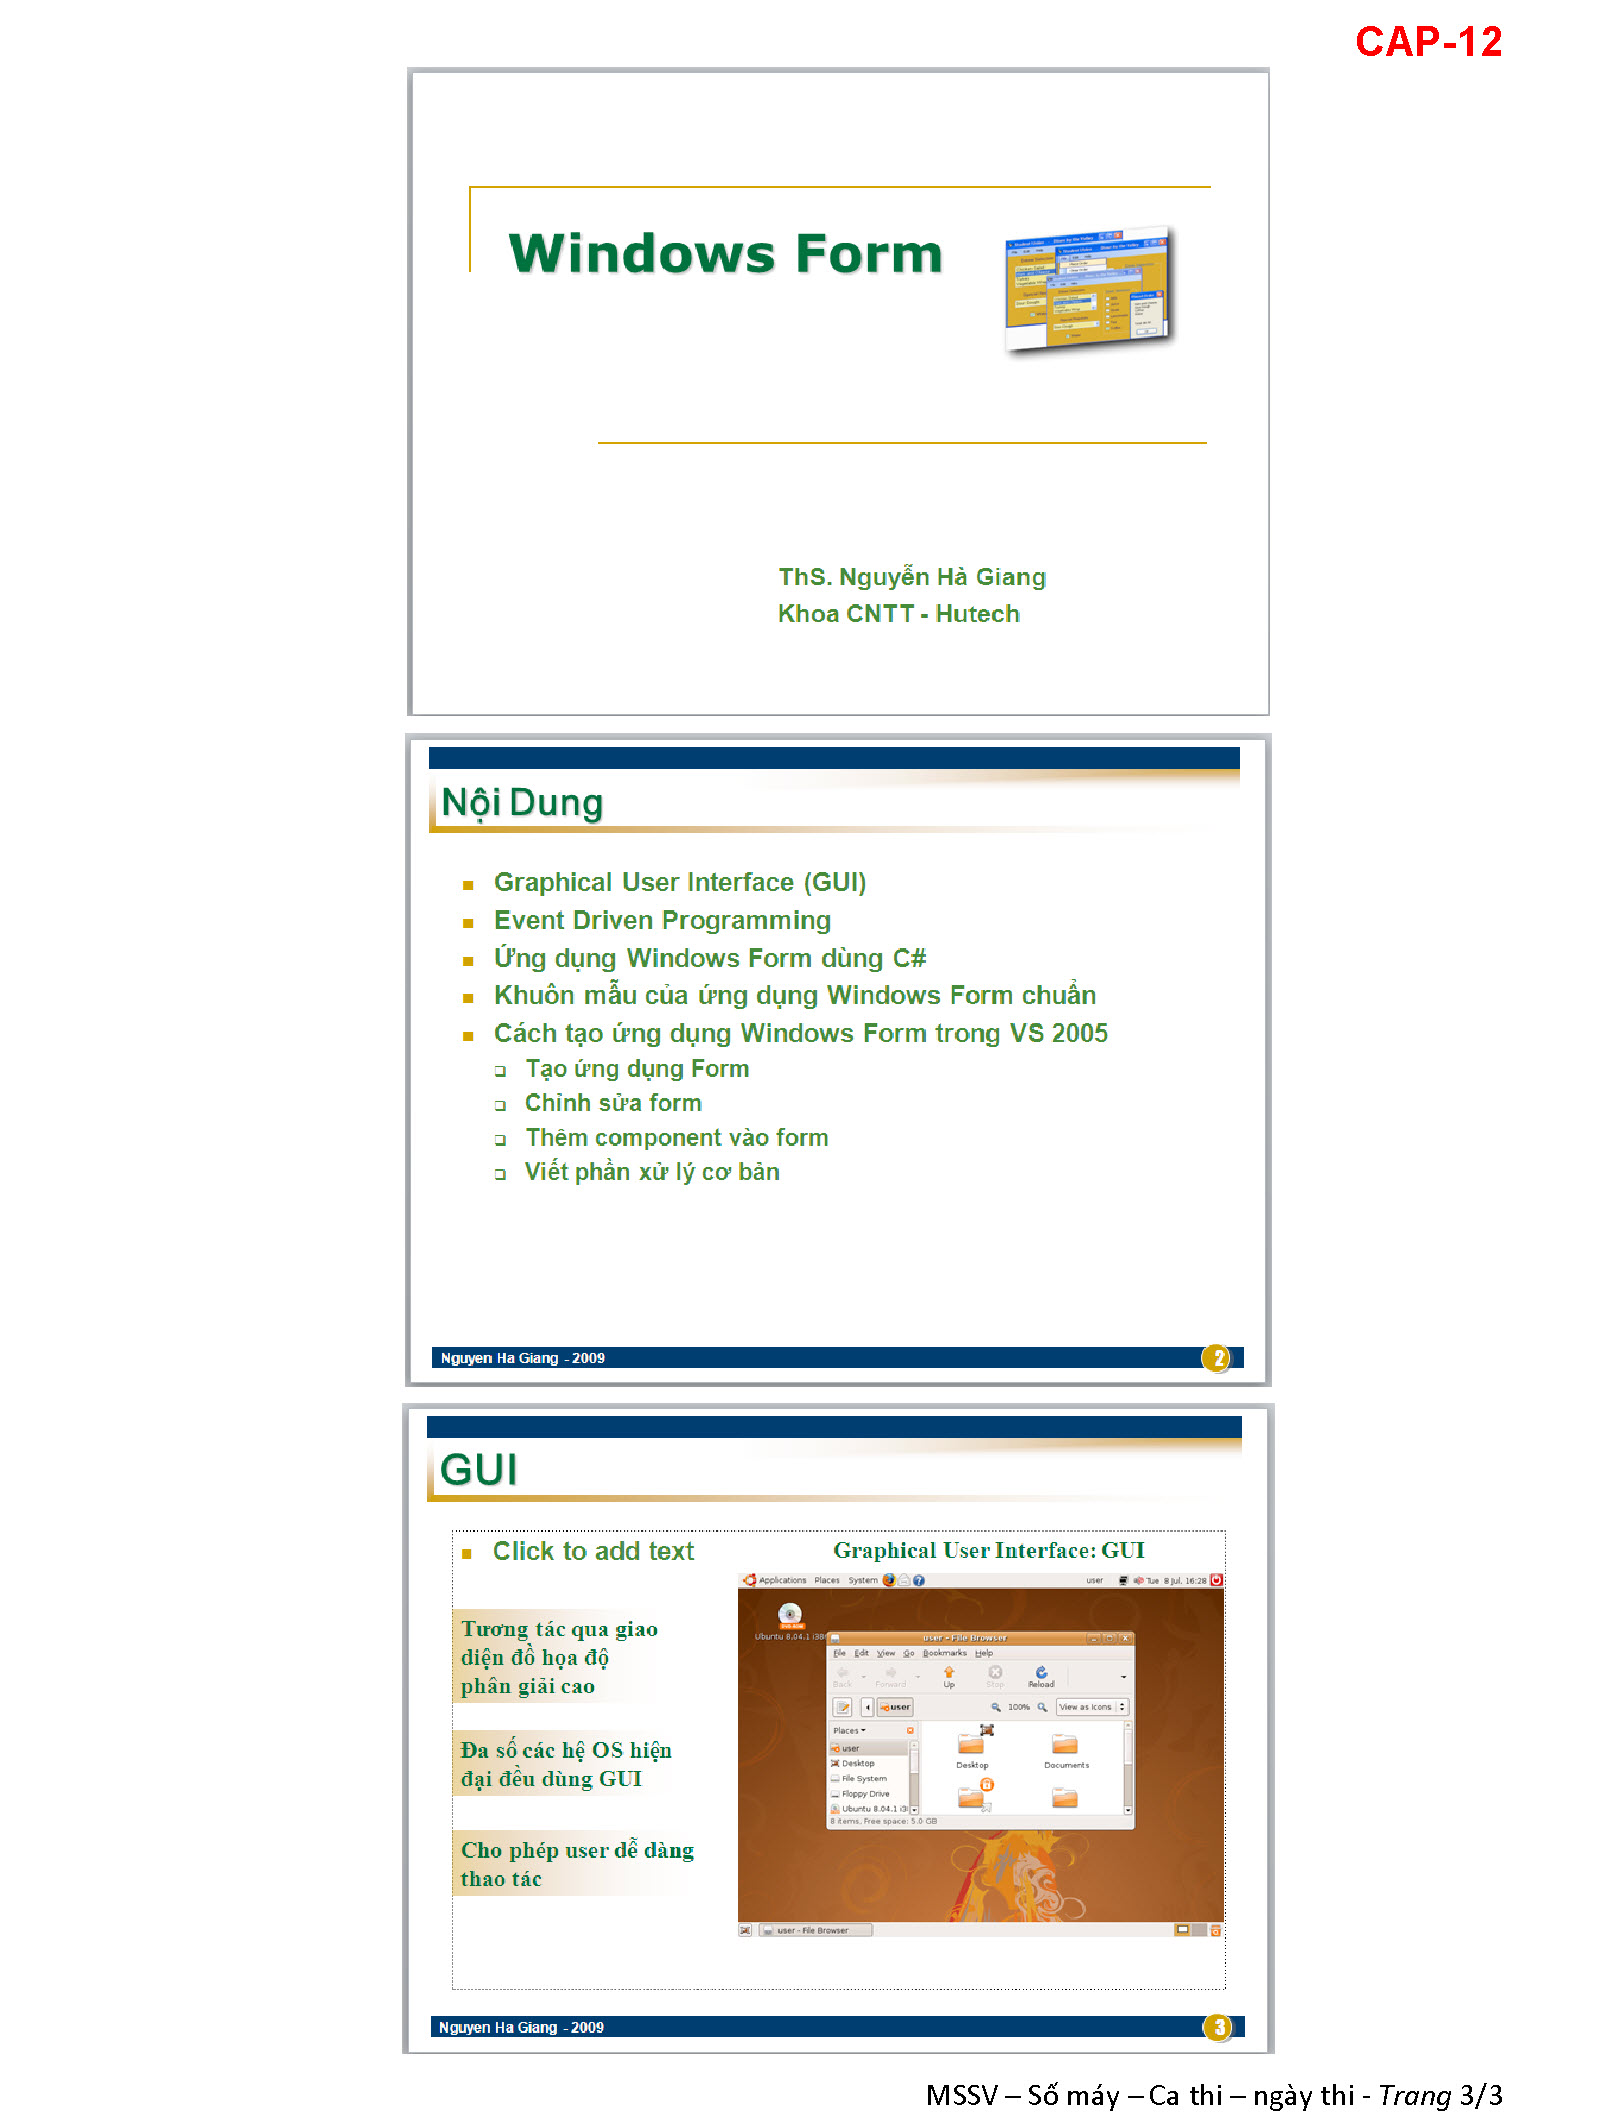 CAP-12
Windows Form
ThS. Nguyễn Hà Giang
Khoa CNTT - Hutech
Nội Dung
Graphical User Interface (GUI)
Event Driven Programming
Ứng dụng Windows Form dùng C#
Khuôn mẫu của ứng dụng Windows Form chuẩn
Cách tạo ứng dụng Windows Form trong VS 2005
Tạo ứng dụng Form
Chỉnh sửa form
Thêm component vào form
Viết phần xử lý cơ bản
Nguyen Ha Giang - 2009
2
GUI
Click to add text
Tương tác qua giao
diện đồ họa độ
phân giải cao
Đa số các hệ OS hiện
đại đều dùng GUI
Cho phép user dễ dàng
thao tác
Graphical User Interface: GUI
Applications Places System
user Tue 8 Jul, 16:28
Ubuntu 8.04.1 i38
user - File Browser
File Edit View Go Bookmarks Help
Back Forward Up Stop Reload
user 100% View as Icons
Places
user
Desktop
File System
Floppy Drive
Ubuntu 8.04.1 i3
Desktop Documents
8 items, Free space: 5.0 GB
user - File Browser
Nguyen Ha Giang - 2009
3
MSSV – Số máy – Ca thi – ngày thi - Trang 3/3